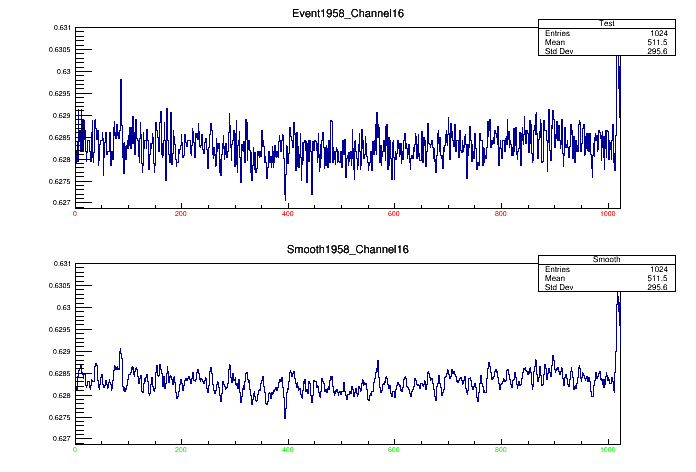 Event1958_Channel16
Test
Entries 1024
Mean 511.5
Std Dev 295.6
0.631
0.6305
0.63
0.6295
0.629
0.6285
0.628
0.6275
0.627
0 200 400 600 800 1000
Smooth1958_Channel16
Smooth
Entries 1024
Mean 511.5
Std Dev 295.6
0.631
0.6305
0.63
0.6295
0.629
0.6285
0.628
0.6275
0.627
0 200 400 600 800 1000